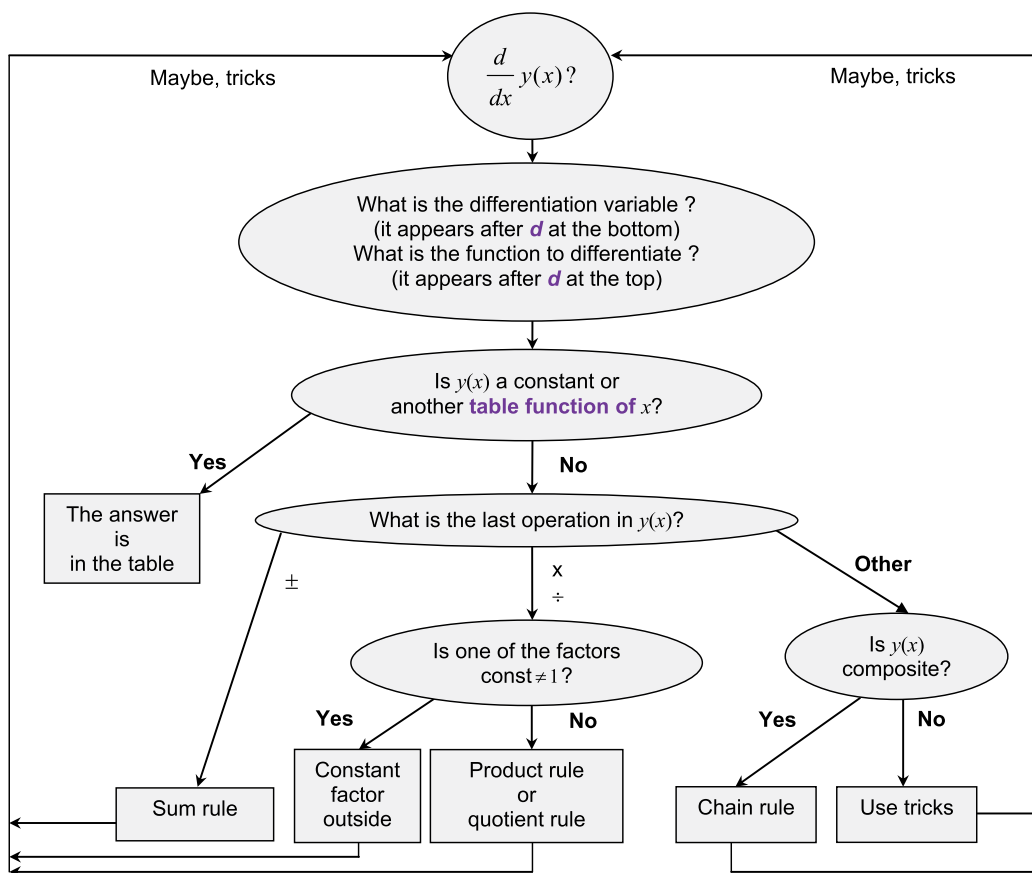 Maybe, tricks
d/dx y(x) ?
Maybe, tricks
What is the differentiation variable ?
(it appears after d at the bottom)
What is the function to differentiate ?
(it appears after d at the top)
Is y(x) a constant or
another table function of x?
Yes
No
The answer
is
in the table
What is the last operation in y(x)?
±
x
÷
Other
Is one of the factors
const ≠ 1?
Is y(x)
composite?
Yes
No
Yes
No
Sum rule
Constant
factor
outside
Product rule
or
quotient rule
Chain rule
Use tricks